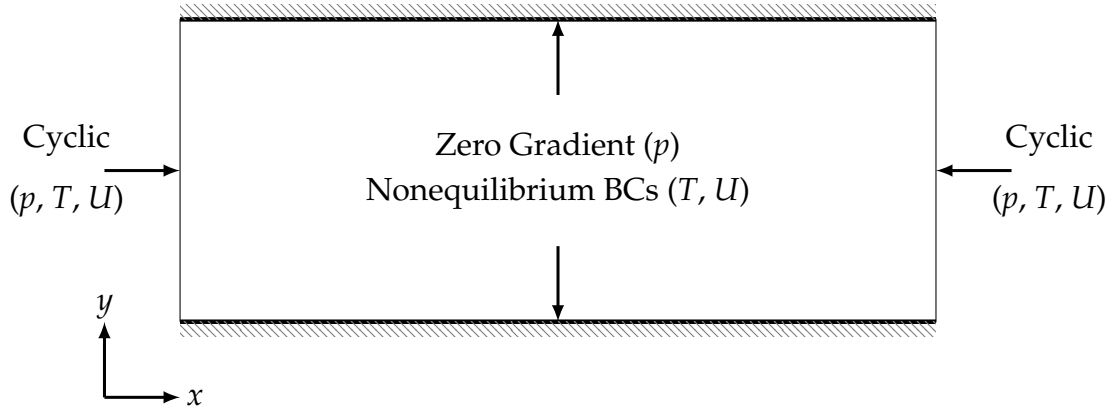 Zero Gradient (p)
Nonequilibrium BCs (T, U)
Cyclic
(p, T, U)
Cyclic
(p, T, U)
y
x